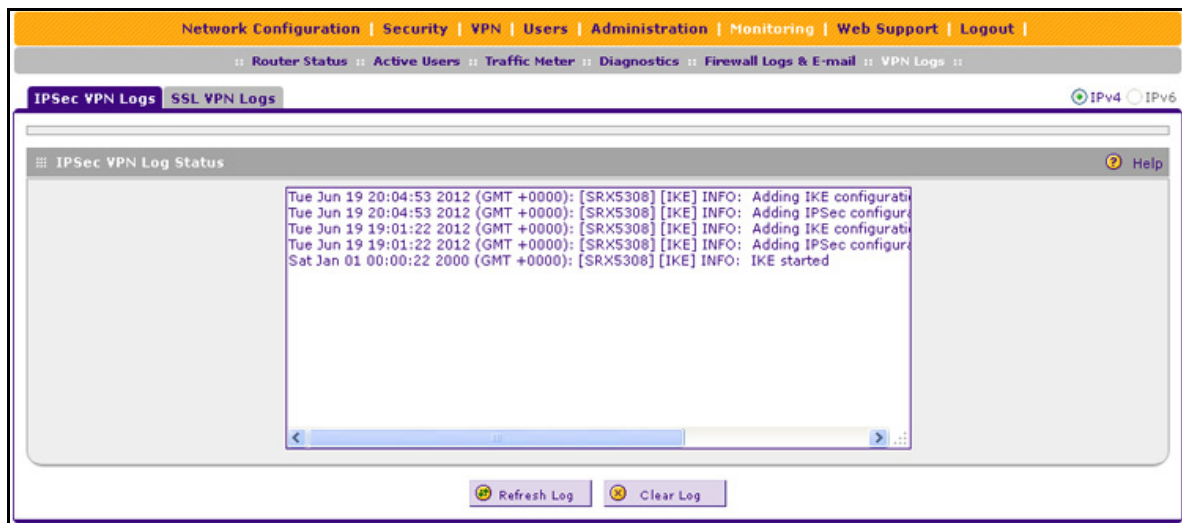 Network Configuration | Security | VPN | Users | Administration | Monitoring | Web Support | Logout |
:: Router Status :: Active Users :: Traffic Meter :: Diagnostics :: Firewall Logs & E-mail :: VPN Logs ::
IPSec VPN Logs SSL VPN Logs IPv4 IPv6
IPSec VPN Log Status Help
Tue Jun 19 20:04:53 2012 (GMT +0000): [SRX5308] [IKE] INFO: Adding IKE configurati
Tue Jun 19 20:04:53 2012 (GMT +0000): [SRX5308] [IKE] INFO: Adding IPSec configura
Tue Jun 19 19:01:22 2012 (GMT +0000): [SRX5308] [IKE] INFO: Adding IKE configurati
Tue Jun 19 19:01:22 2012 (GMT +0000): [SRX5308] [IKE] INFO: Adding IPSec configura
Sat Jan 01 00:00:22 2000 (GMT +0000): [SRX5308] [IKE] INFO: IKE started
Refresh Log Clear Log